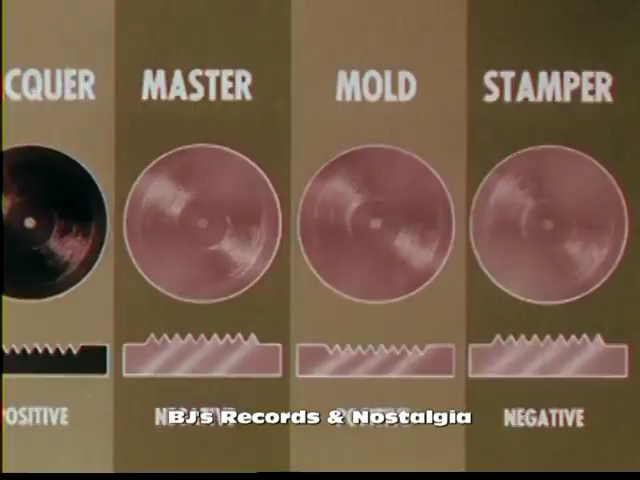 CQUER MASTER MOLD STAMPER
OSITIVE NEGATIVE
BJ's Records & Nostalgia